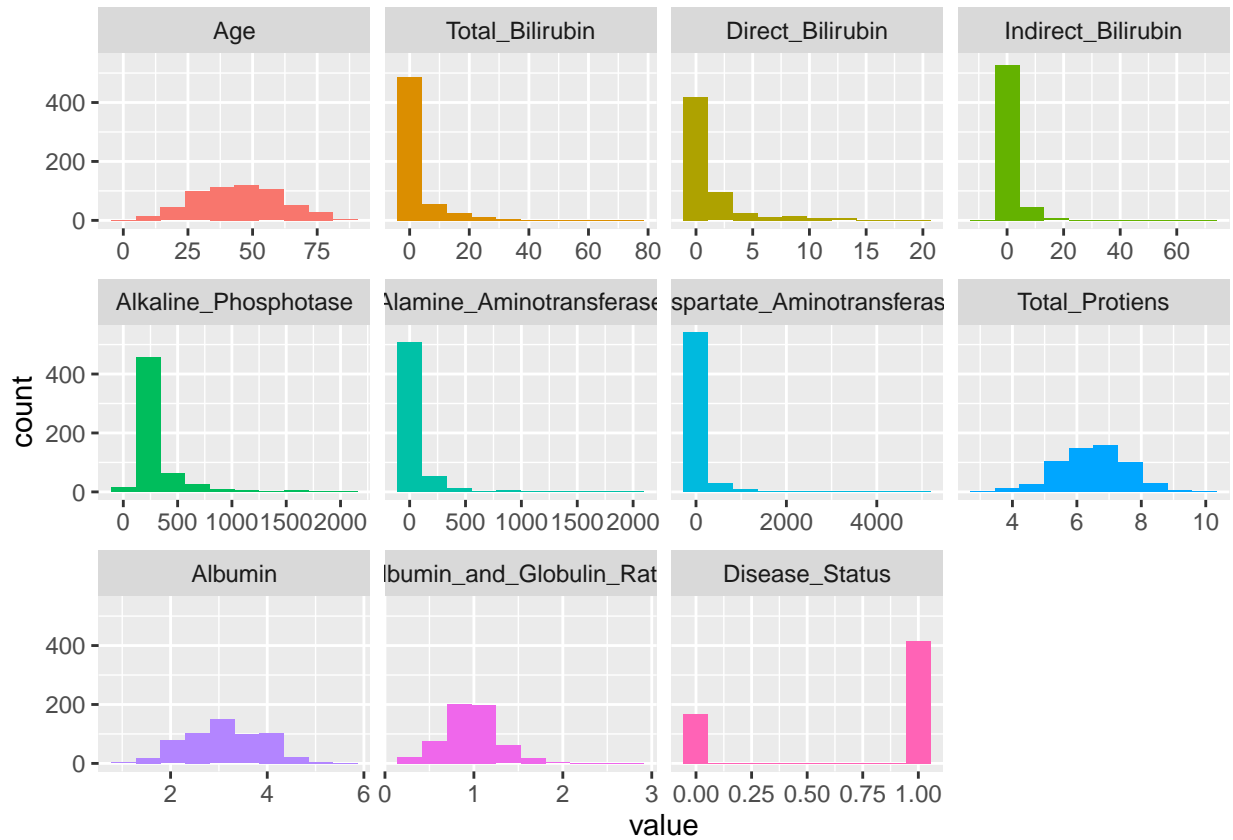 Age
Total_Bilirubin
Direct_Bilirubin
Indirect_Bilirubin
400
200
0
0 25 50 75
0 20 40 60 80
0 5 10 15 20
0 20 40 60
Alkaline_Phosphotase
Alamine_Aminotransferase
spartate_Aminotransferas
Total_Protiens
400
200
0
0 500 1000 1500 2000
0 500 1000 1500 2000
0 2000 4000
4 6 8 10
Albumin
lbumin_and_Globulin_Rat
Disease_Status
400
200
0
2 4 6
0 1 2 3
0.00 0.25 0.50 0.75 1.00
count
value